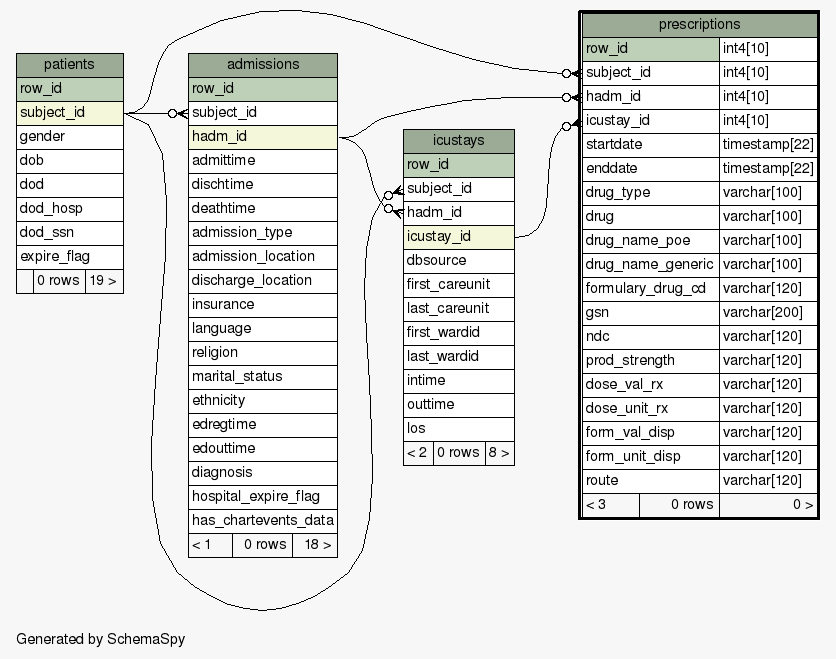 patients
row_id
subject_id
gender
dob
dod
dod_hosp
dod_ssn
expire_flag
0 rows 19 >
admissions
row_id
subject_id
hadm_id
admittime
dischtime
deathtime
admission_type
admission_location
discharge_location
insurance
language
religion
marital_status
ethnicity
edregtime
edouttime
diagnosis
hospital_expire_flag
has_chartevents_data
< 1 0 rows 18 >
icustays
row_id
subject_id
hadm_id
icustay_id
dbsource
first_careunit
last_careunit
first_wardid
last_wardid
intime
outtime
los
< 2 0 rows 8 >
prescriptions
row_id int4[10]
subject_id int4[10]
hadm_id int4[10]
icustay_id int4[10]
startdate timestamp[22]
enddate timestamp[22]
drug_type varchar[100]
drug varchar[100]
drug_name_poe varchar[100]
drug_name_generic varchar[100]
formulary_drug_cd varchar[120]
gsn varchar[200]
ndc varchar[120]
prod_strength varchar[120]
dose_val_rx varchar[120]
dose_unit_rx varchar[120]
form_val_disp varchar[120]
form_unit_disp varchar[120]
route varchar[120]
< 3 0 rows 0 >
Generated by SchemaSpy